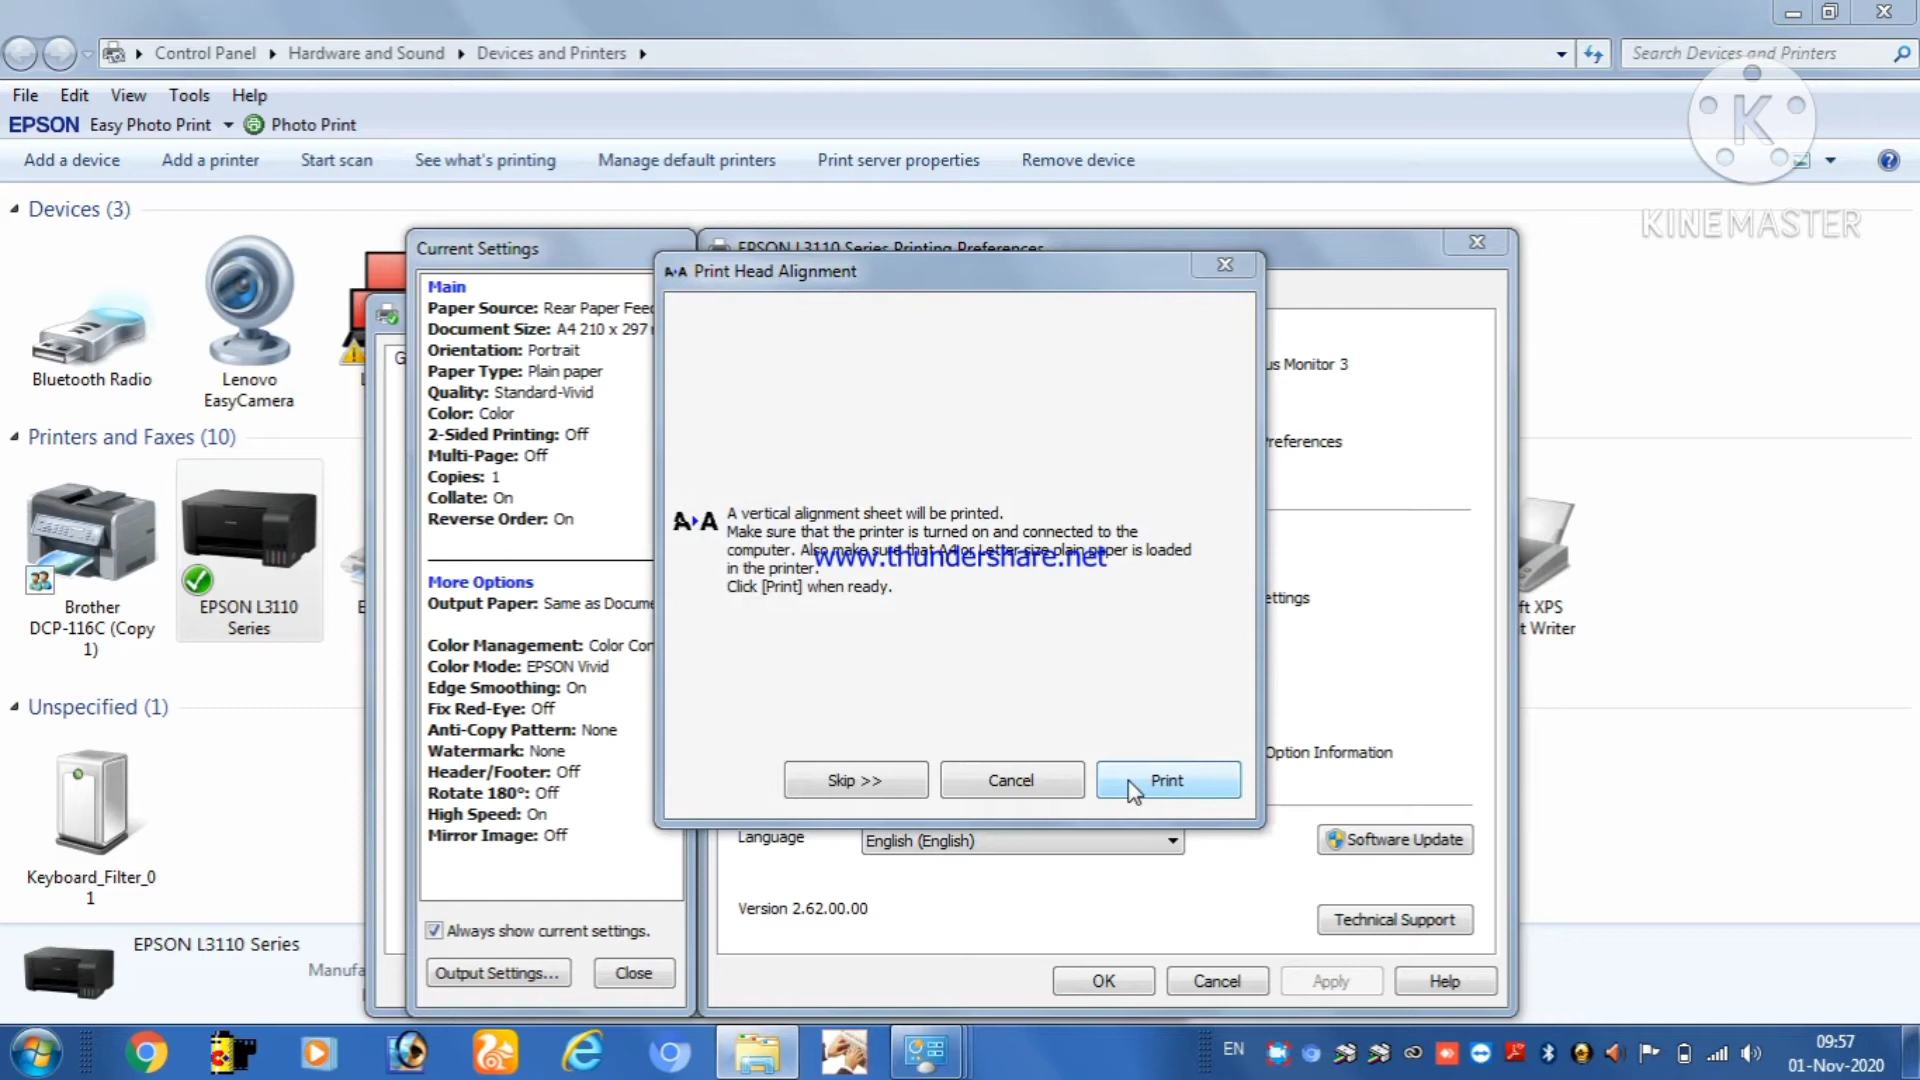 Control Panel
Hardware and Sound
Devices and Printers
Search Devices and Printers
File Edit View Tools Help
EPSON Easy Photo Print Photo Print
Add a device Add a printer Start scan See what's printing Manage default printers Print server properties Remove device
K
KINEMASTER
Devices (3)
Bluetooth Radio
Lenovo
EasyCamera
Printers and Faxes (10)
Brother
DCP-116C (Copy
1)
EPSON L3110
Series
ft XPS
t Writer
Unspecified (1)
Keyboard_Filter_0
1
EPSON L3110 Series
Manufa
Current Settings
Main
Paper Source: Rear Paper Feed
Document Size: A4 210 x 297
Orientation: Portrait
Paper Type: Plain paper
Quality: Standard-Vivid
Color: Color
2-Sided Printing: Off
Multi-Page: Off
Copies: 1
Collate: On
Reverse Order: On
More Options
Output Paper: Same as Docume
Color Management: Color Con
Color Mode: EPSON Vivid
Edge Smoothing: On
Fix Red-Eye: Off
Anti-Copy Pattern: None
Watermark: None
Header/Footer: Off
Rotate 180°: Off
High Speed: On
Mirror Image: Off
Always show current settings.
Output Settings... Close
EPSON L3110 Series Printing Preferences
us Monitor 3
references
ettings
Option Information
Language English (English)
Software Update
Version 2.62.00.00
Technical Support
OK Cancel Apply Help
A▸A Print Head Alignment
A▸A
A vertical alignment sheet will be printed.
Make sure that the printer is turned on and connected to the
computer. Also make sure that A4 or Letter size plain paper is loaded
in the printer.
Click [Print] when ready.
www.thundershare.net
Skip >> Cancel Print
EN
09:57
01-Nov-2020